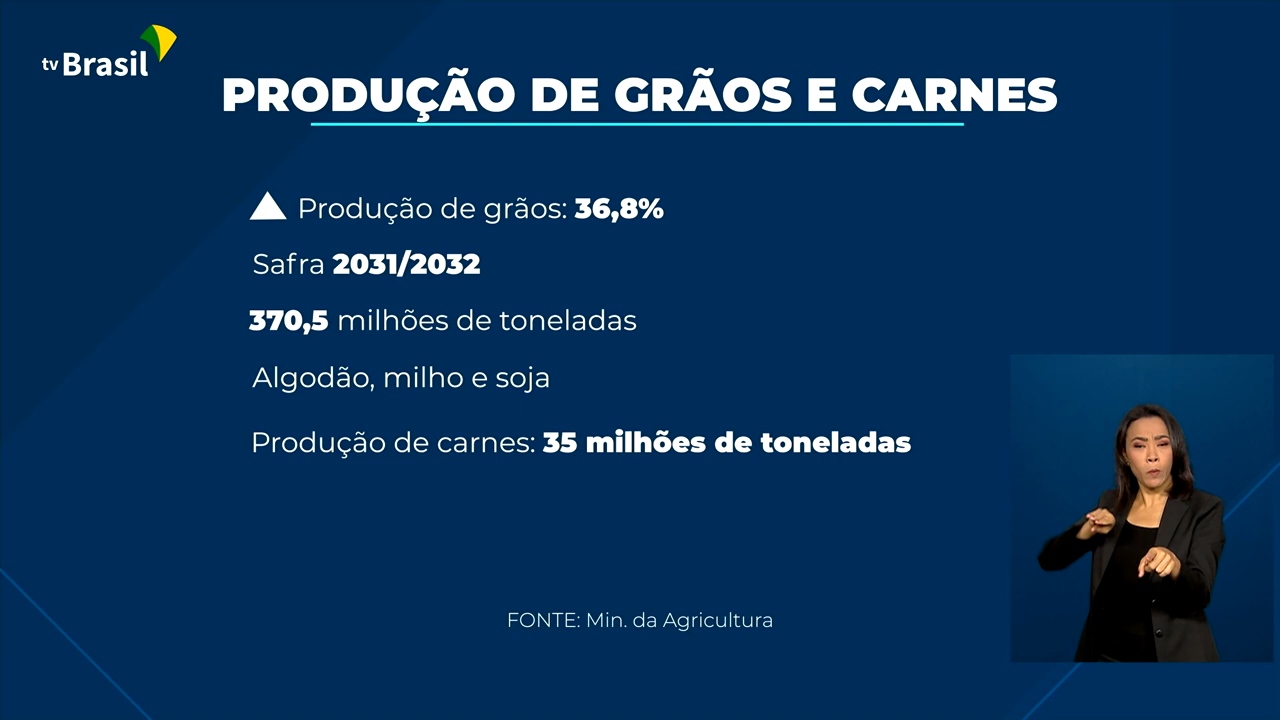 tv Brasil
PRODUÇÃO DE GRÃOS E CARNES
Produção de grãos: 36,8%
Safra 2031/2032
370,5 milhões de toneladas
Algodão, milho e soja
Produção de carnes: 35 milhões de toneladas
FONTE: Min. da Agricultura